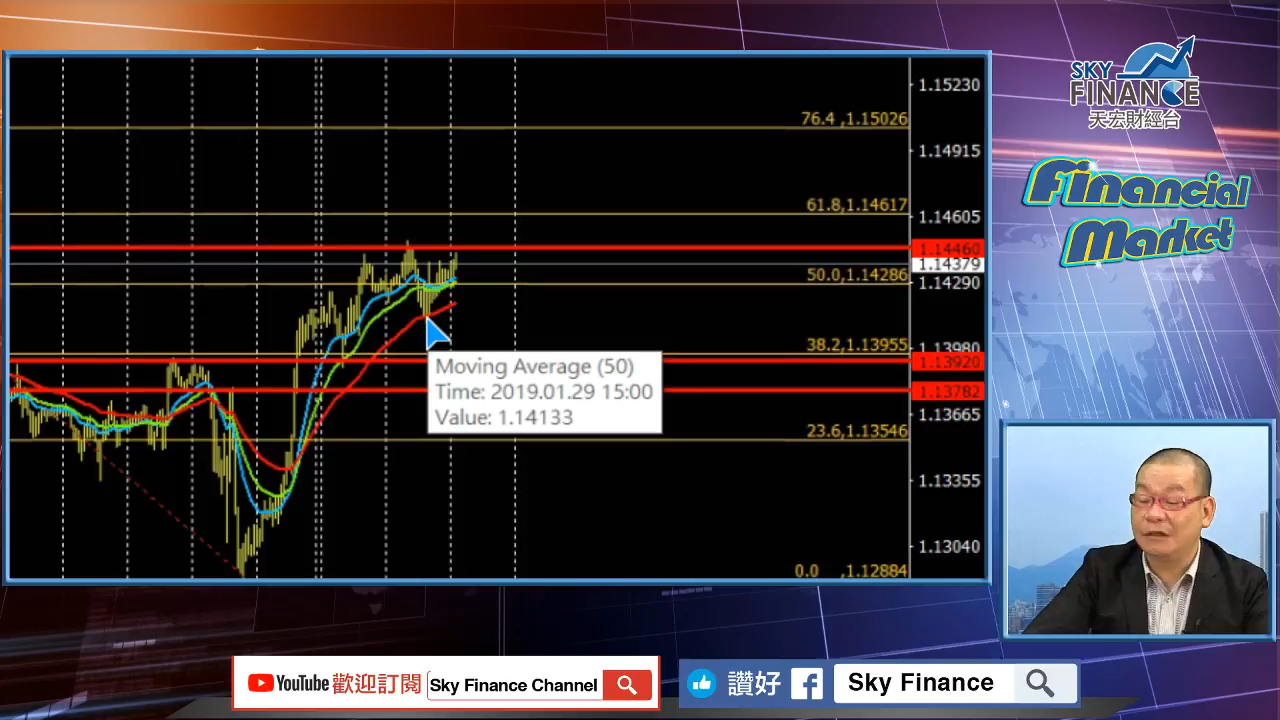 1.15230
76.4 ,1.15026
1.14915
61.8,1.14617
1.14605
1.14460
1.14379
50.0,1.14286
1.14290
38.2,1.13955
1.13980
1.13920
Moving Average (50)
Time: 2019.01.29 15:00
Value: 1.14133
1.13782
1.13665
23.6,1.13546
1.13355
1.13040
0.0 ,1.12884
SKY
FINANCE
天宏財經台
Financial
Market
YouTube 歡迎訂閱 Sky Finance Channel
讚好 f Sky Finance